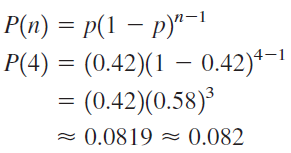 P(n) = p(1 − p)ⁿ⁻¹
P(4) = (0.42)(1 − 0.42)⁴⁻¹
= (0.42)(0.58)³
≈ 0.0819 ≈ 0.082